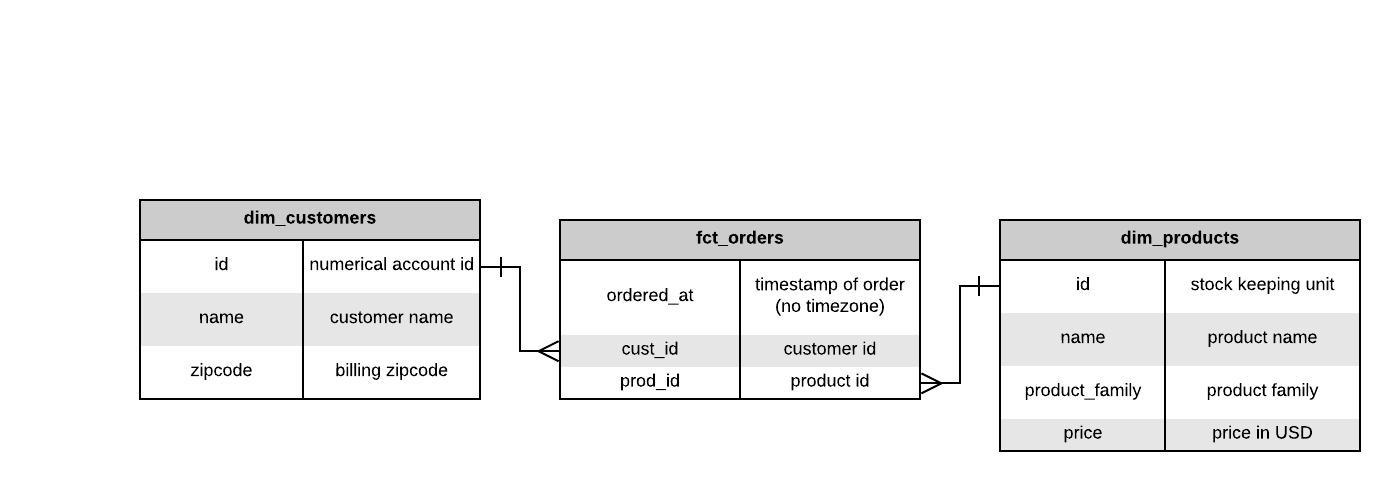 dim_customers
id numerical account id
name customer name
zipcode billing zipcode
fct_orders
ordered_at timestamp of order
(no timezone)
cust_id customer id
prod_id product id
dim_products
id stock keeping unit
name product name
product_family product family
price price in USD